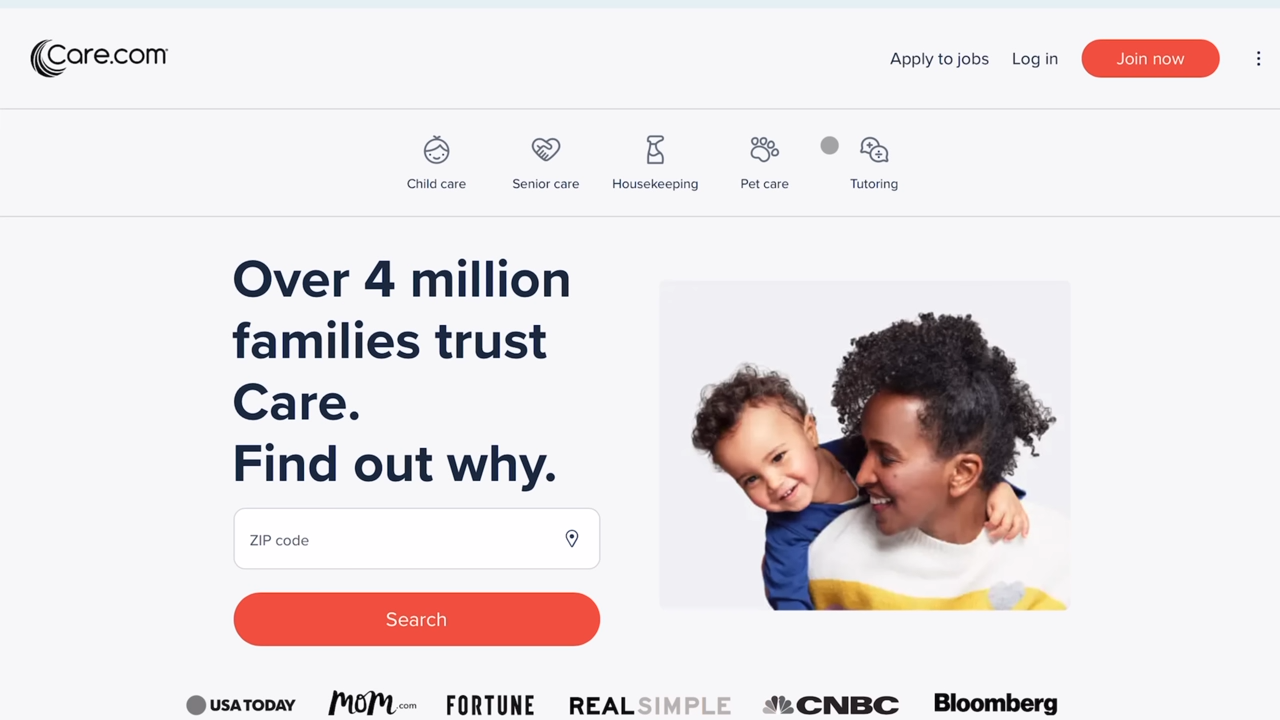 Care.com
Apply to jobs
Log in
Join now
Child care
Senior care
Housekeeping
Pet care
Tutoring
Over 4 million
families trust
Care.
Find out why.
ZIP code
Search
USA TODAY
mom.com
FORTUNE
REALSIMPLE
CNBC
Bloomberg